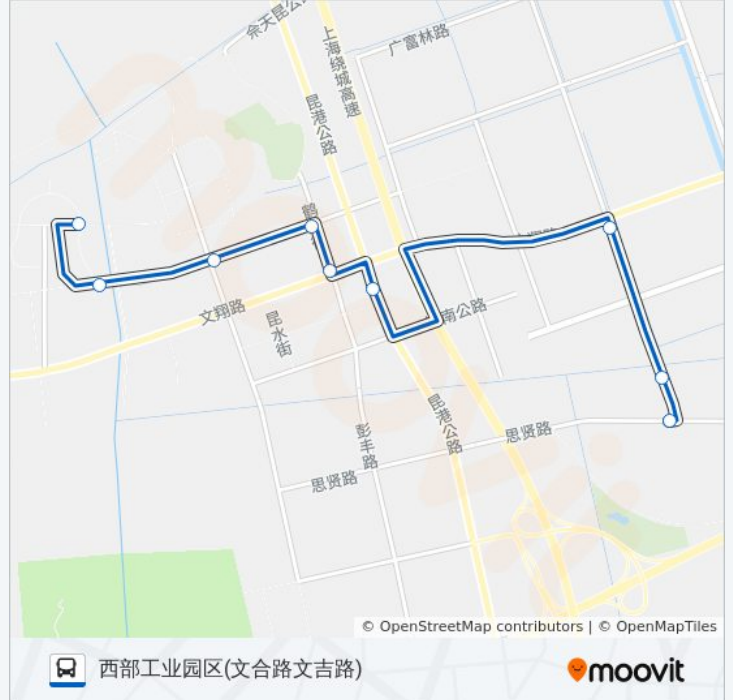 佘天昆公路
上海绕城高速
广富林路
昆港公路
文翔路
昆水街
南公路
昆港公路
彭丰路
思贤路
思贤路
© OpenStreetMap contributors | © OpenMapTiles
西部工业园区(文合路文吉路)
moovit